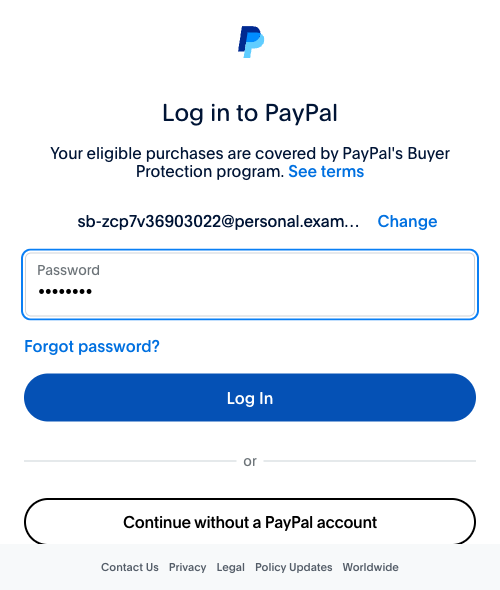 Log in to PayPal
Your eligible purchases are covered by PayPal's Buyer
Protection program. See terms
sb-zcp7v36903022@personal.exam… Change
Password
••••••••
Forgot password?
Log In
or
Continue without a PayPal account
Contact Us Privacy Legal Policy Updates Worldwide